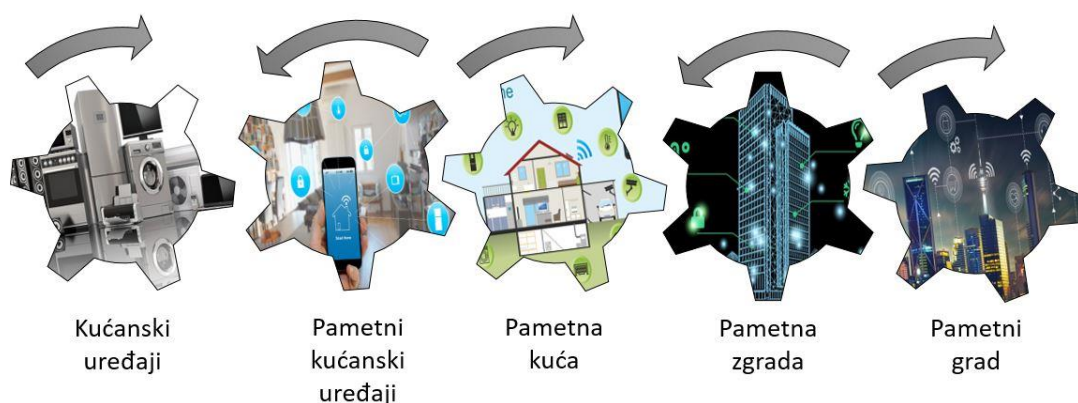 Kućanski
uređaji
Pametni
kućanski
uređaji
Pametna
kuća
Pametna
zgrada
Pametni
grad